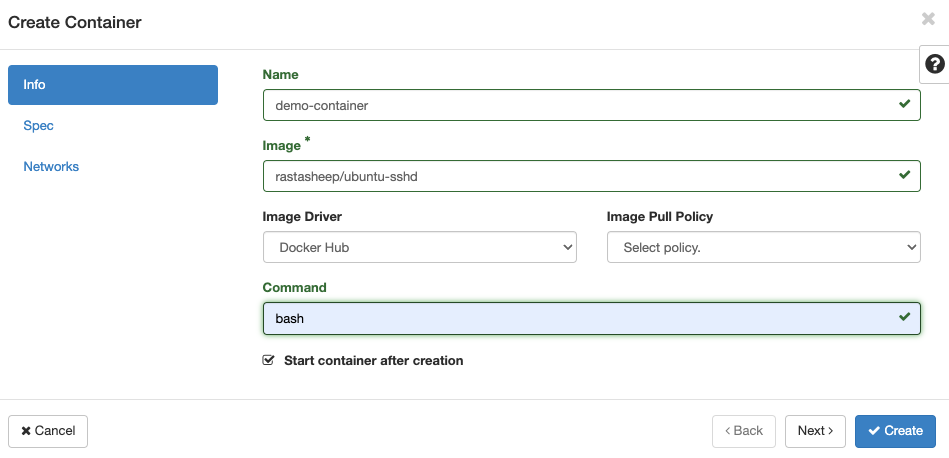 Create Container
Info
Spec
Networks
Name
demo-container
Image *
rastasheep/ubuntu-sshd
Image Driver Image Pull Policy
Docker Hub Select policy.
Command
bash
Start container after creation
Cancel Back Next Create